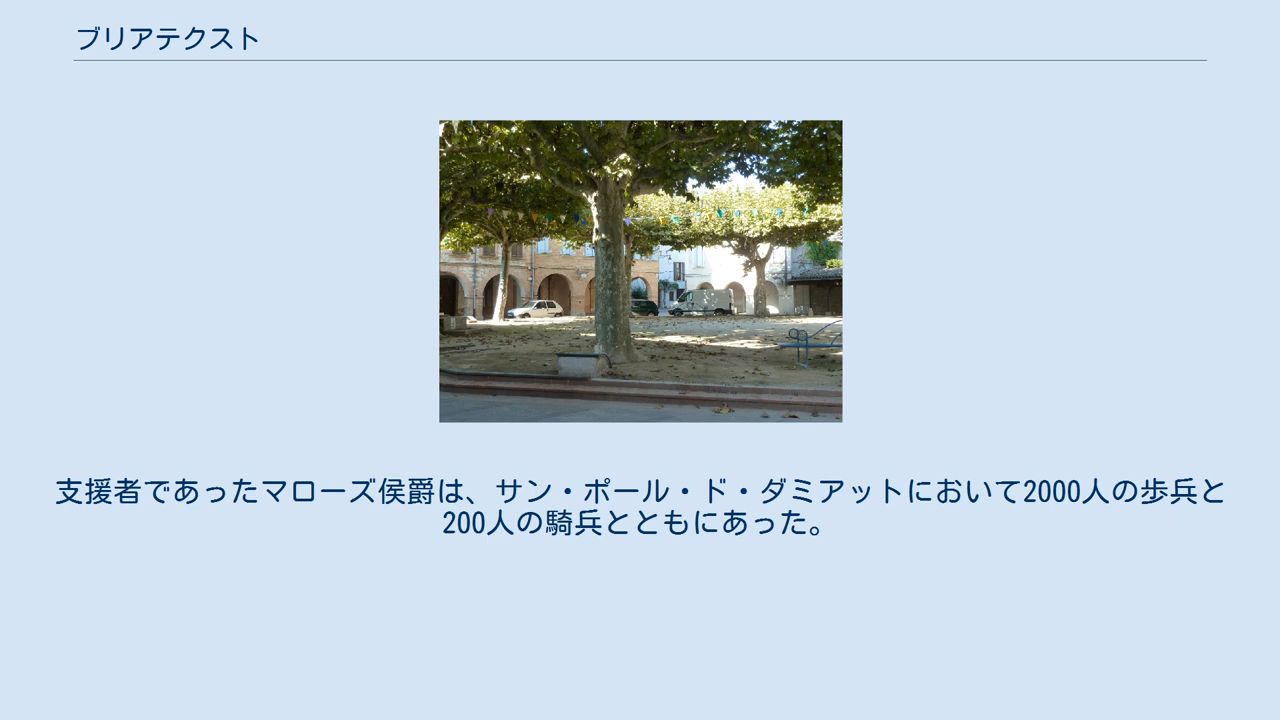 ブリアテクスト
支援者であったマローズ侯爵は、サン・ポール・ド・ダミアットにおいて2000人の歩兵と
200人の騎兵とともにあった。